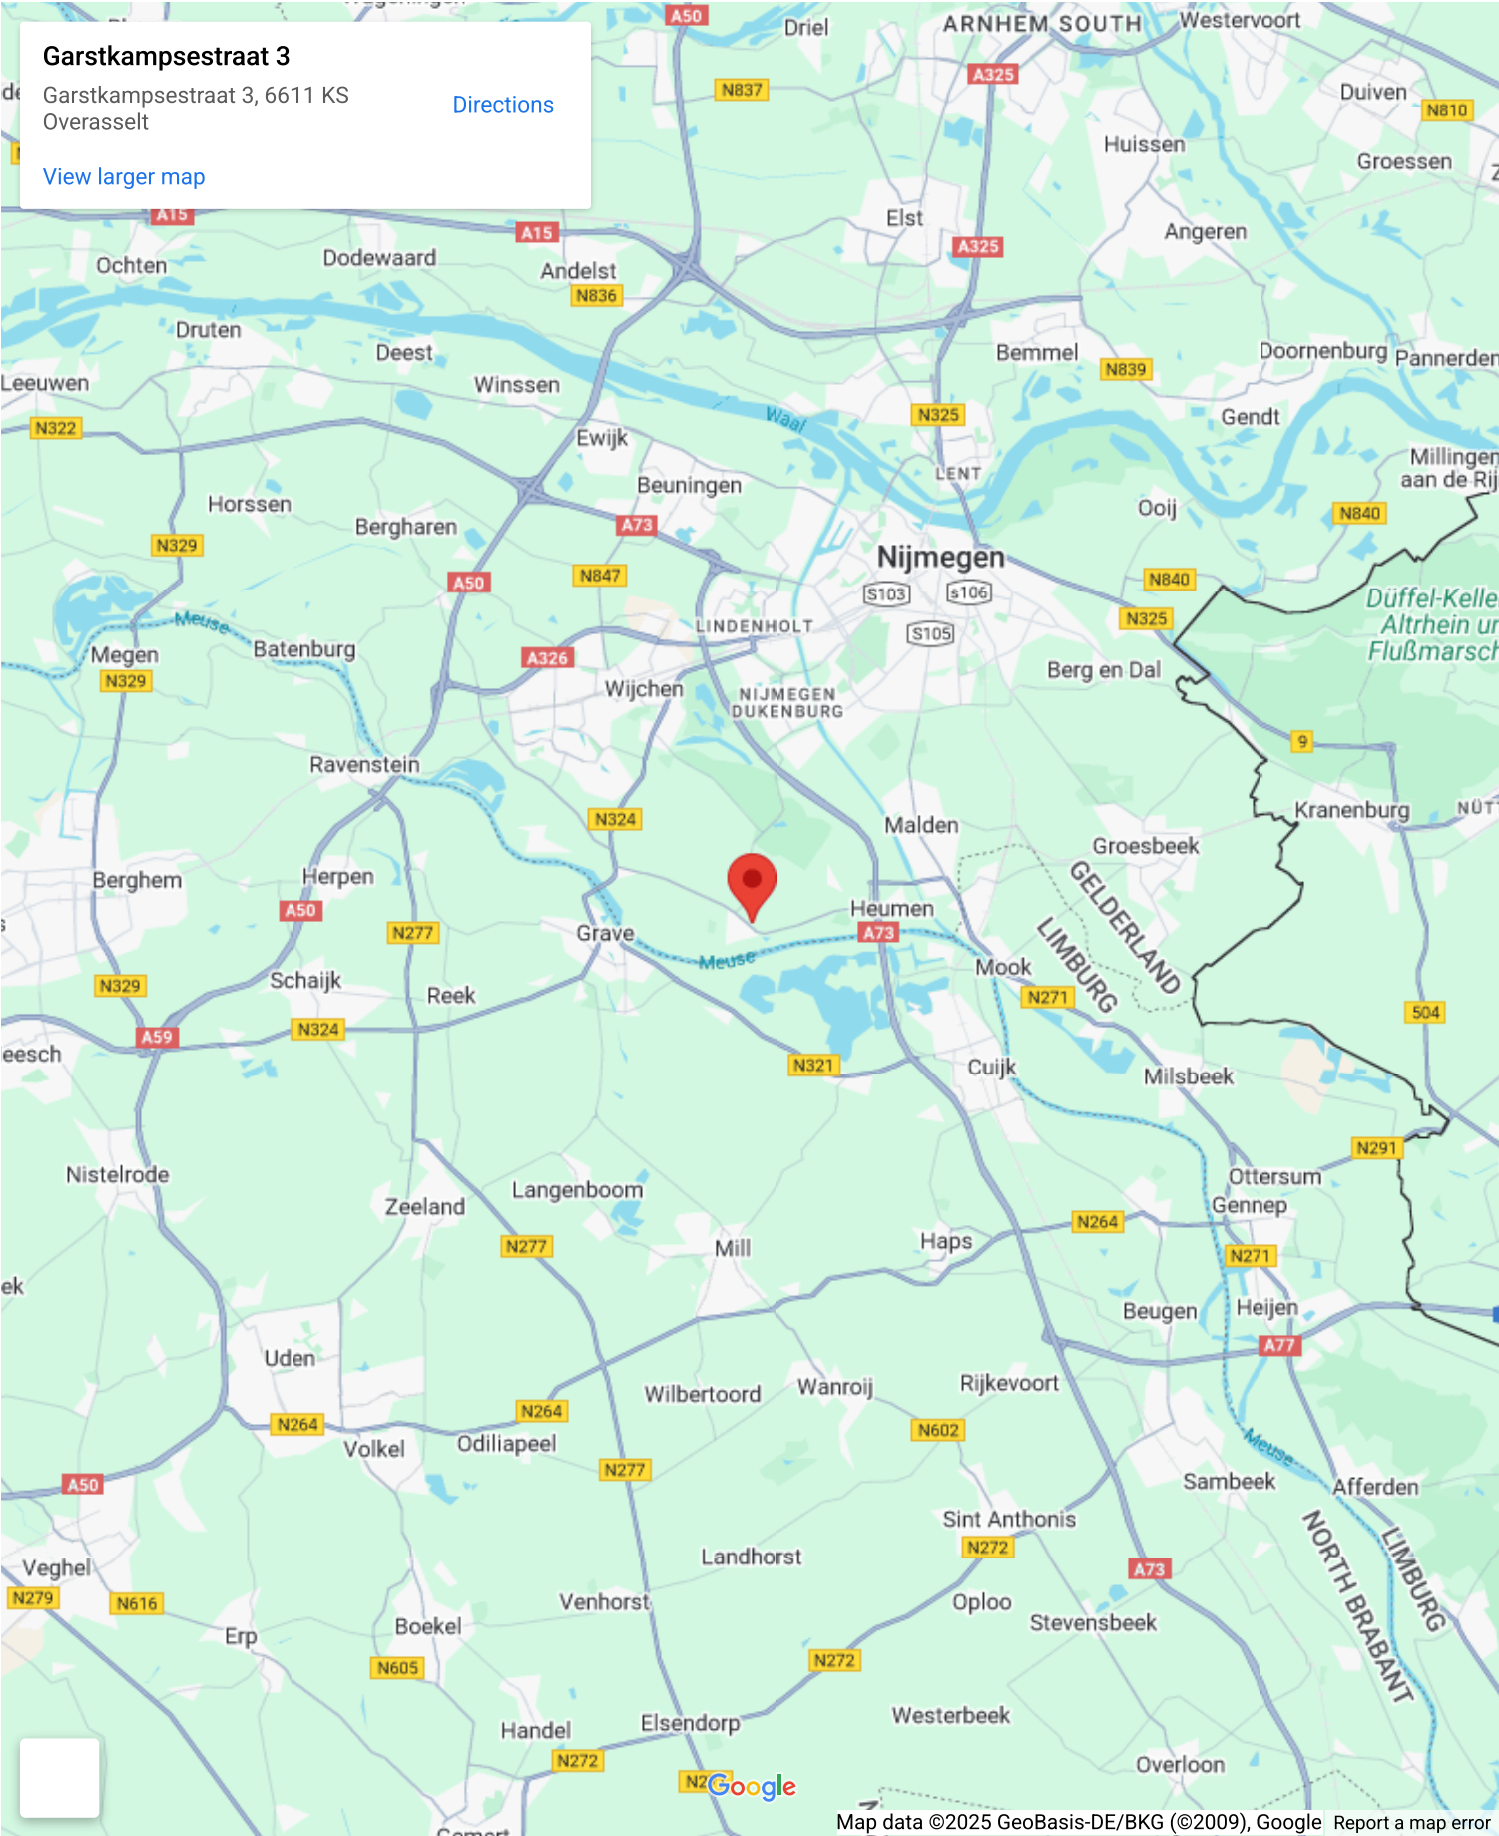 Garstkampsestraat 3
Garstkampsestraat 3, 6611 KS
Overasselt
Directions
View larger map
A50
Driel
ARNHEM SOUTH
Westervoort
A325
N837
Duiven
N810
Huissen
Groessen
A15
A15
Elst
A325
Angeren
Ochten
Dodewaard
Andelst
N836
Druten
Deest
Bemmel
Doornenburg
Pannerden
N839
Leeuwen
Winssen
Waal
N325
Gendt
N322
Ewijk
LENT
Millingen
aan de Rij
Beuningen
Horssen
Bergharen
A73
Ooij
N840
N329
Nijmegen
A50
N847
S103
s106
N840
Düffel-Kelle
Altrhein un
Flußmarsch
N325
Meuse
LINDENHOLT
S105
Megen
Batenburg
A326
Berg en Dal
N329
Wijchen
NIJMEGEN
DUKENBURG
9
Ravenstein
N324
Malden
Kranenburg
NÜT
Groesbeek
Berghem
Herpen
GELDERLAND
LIMBURG
A50
Heumen
N277
Grave
A73
Meuse
Mook
N271
Schaijk
N329
Reek
504
A59
N324
eesch
N321
Cuijk
Milsbeek
N291
Nistelrode
Ottersum
Langenboom
Zeeland
Gennep
N264
N277
Mill
Haps
N271
ek
Beugen
Heijen
A77
Uden
Wilbertoord
Wanroij
Rijkevoort
N264
N264
N602
Volkel
Odiliapeel
Meuse
N277
A50
Sambeek
Afferden
Sint Anthonis
N272
Landhorst
NORTH BRABANT
LIMBURG
Veghel
A73
N279
N616
Venhorst
Oploo
Stevensbeek
Erp
Boekel
N605
N272
Westerbeek
Handel
Elsendorp
N272
Overloon
N2
Google
Gemert
Map data ©2025 GeoBasis-DE/BKG (©2009), Google
Report a map error